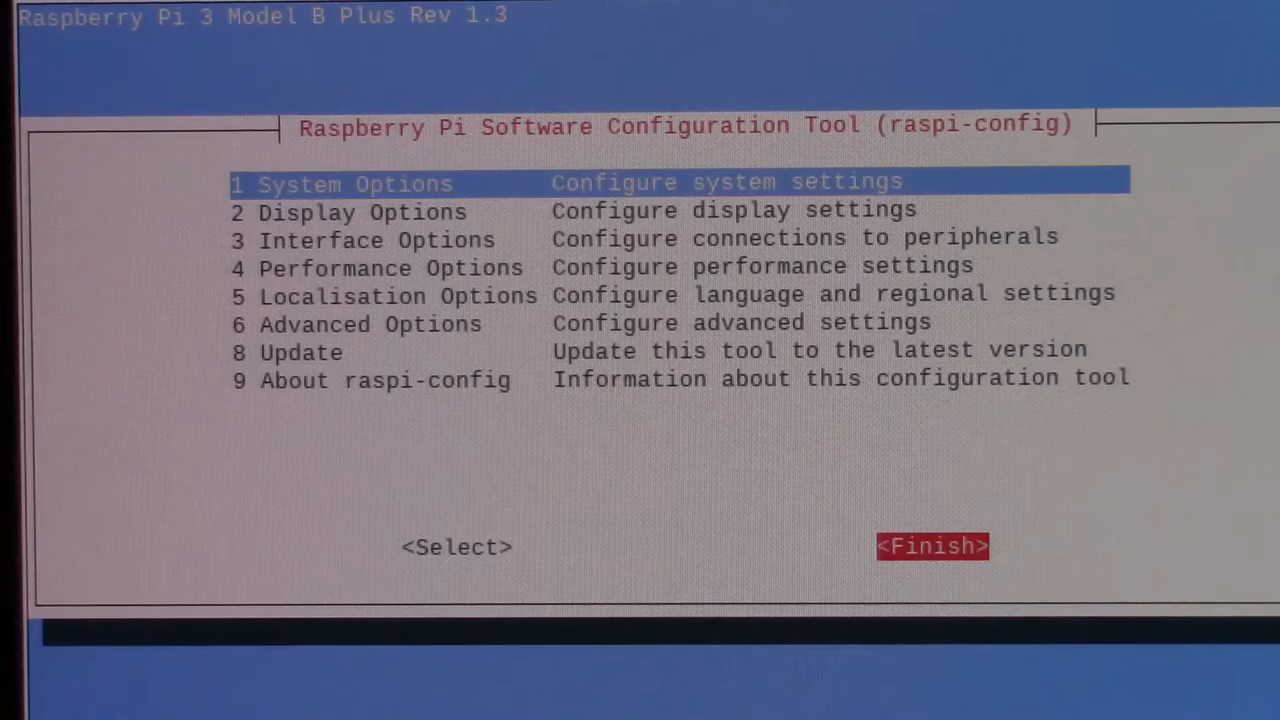 Raspberry Pi 3 Model B Plus Rev 1.3
Raspberry Pi Software Configuration Tool (raspi-config)
1 System Options Configure system settings
2 Display Options Configure display settings
3 Interface Options Configure connections to peripherals
4 Performance Options Configure performance settings
5 Localisation Options Configure language and regional settings
6 Advanced Options Configure advanced settings
8 Update Update this tool to the latest version
9 About raspi-config Information about this configuration tool
<Select> <Finish>